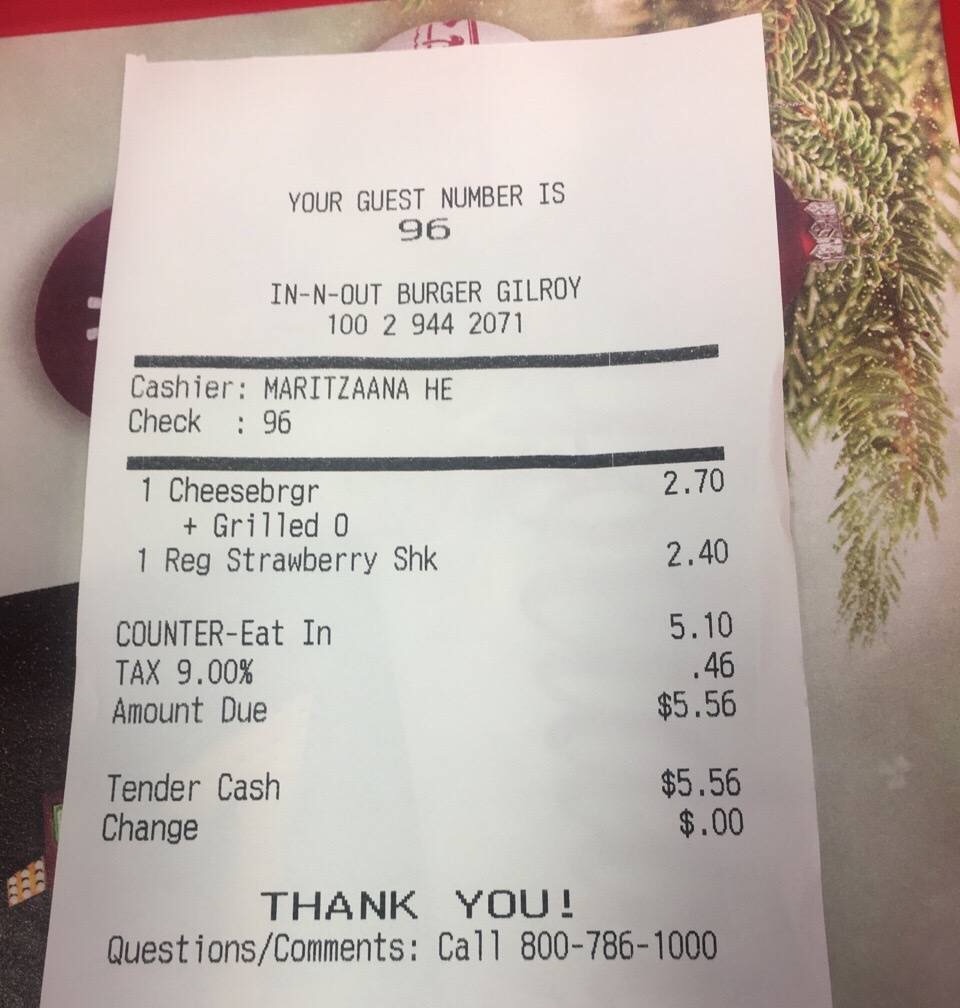 YOUR GUEST NUMBER IS
96
IN-N-OUT BURGER GILROY
100 2 944 2071
Cashier: MARITZAANA HE
Check : 96
1 Cheesebrgr 2.70
+ Grilled O
1 Reg Strawberry Shk 2.40
COUNTER-Eat In 5.10
TAX 9.00% .46
Amount Due $5.56
Tender Cash $5.56
Change $.00
THANK YOU!
Questions/Comments: Call 800-786-1000